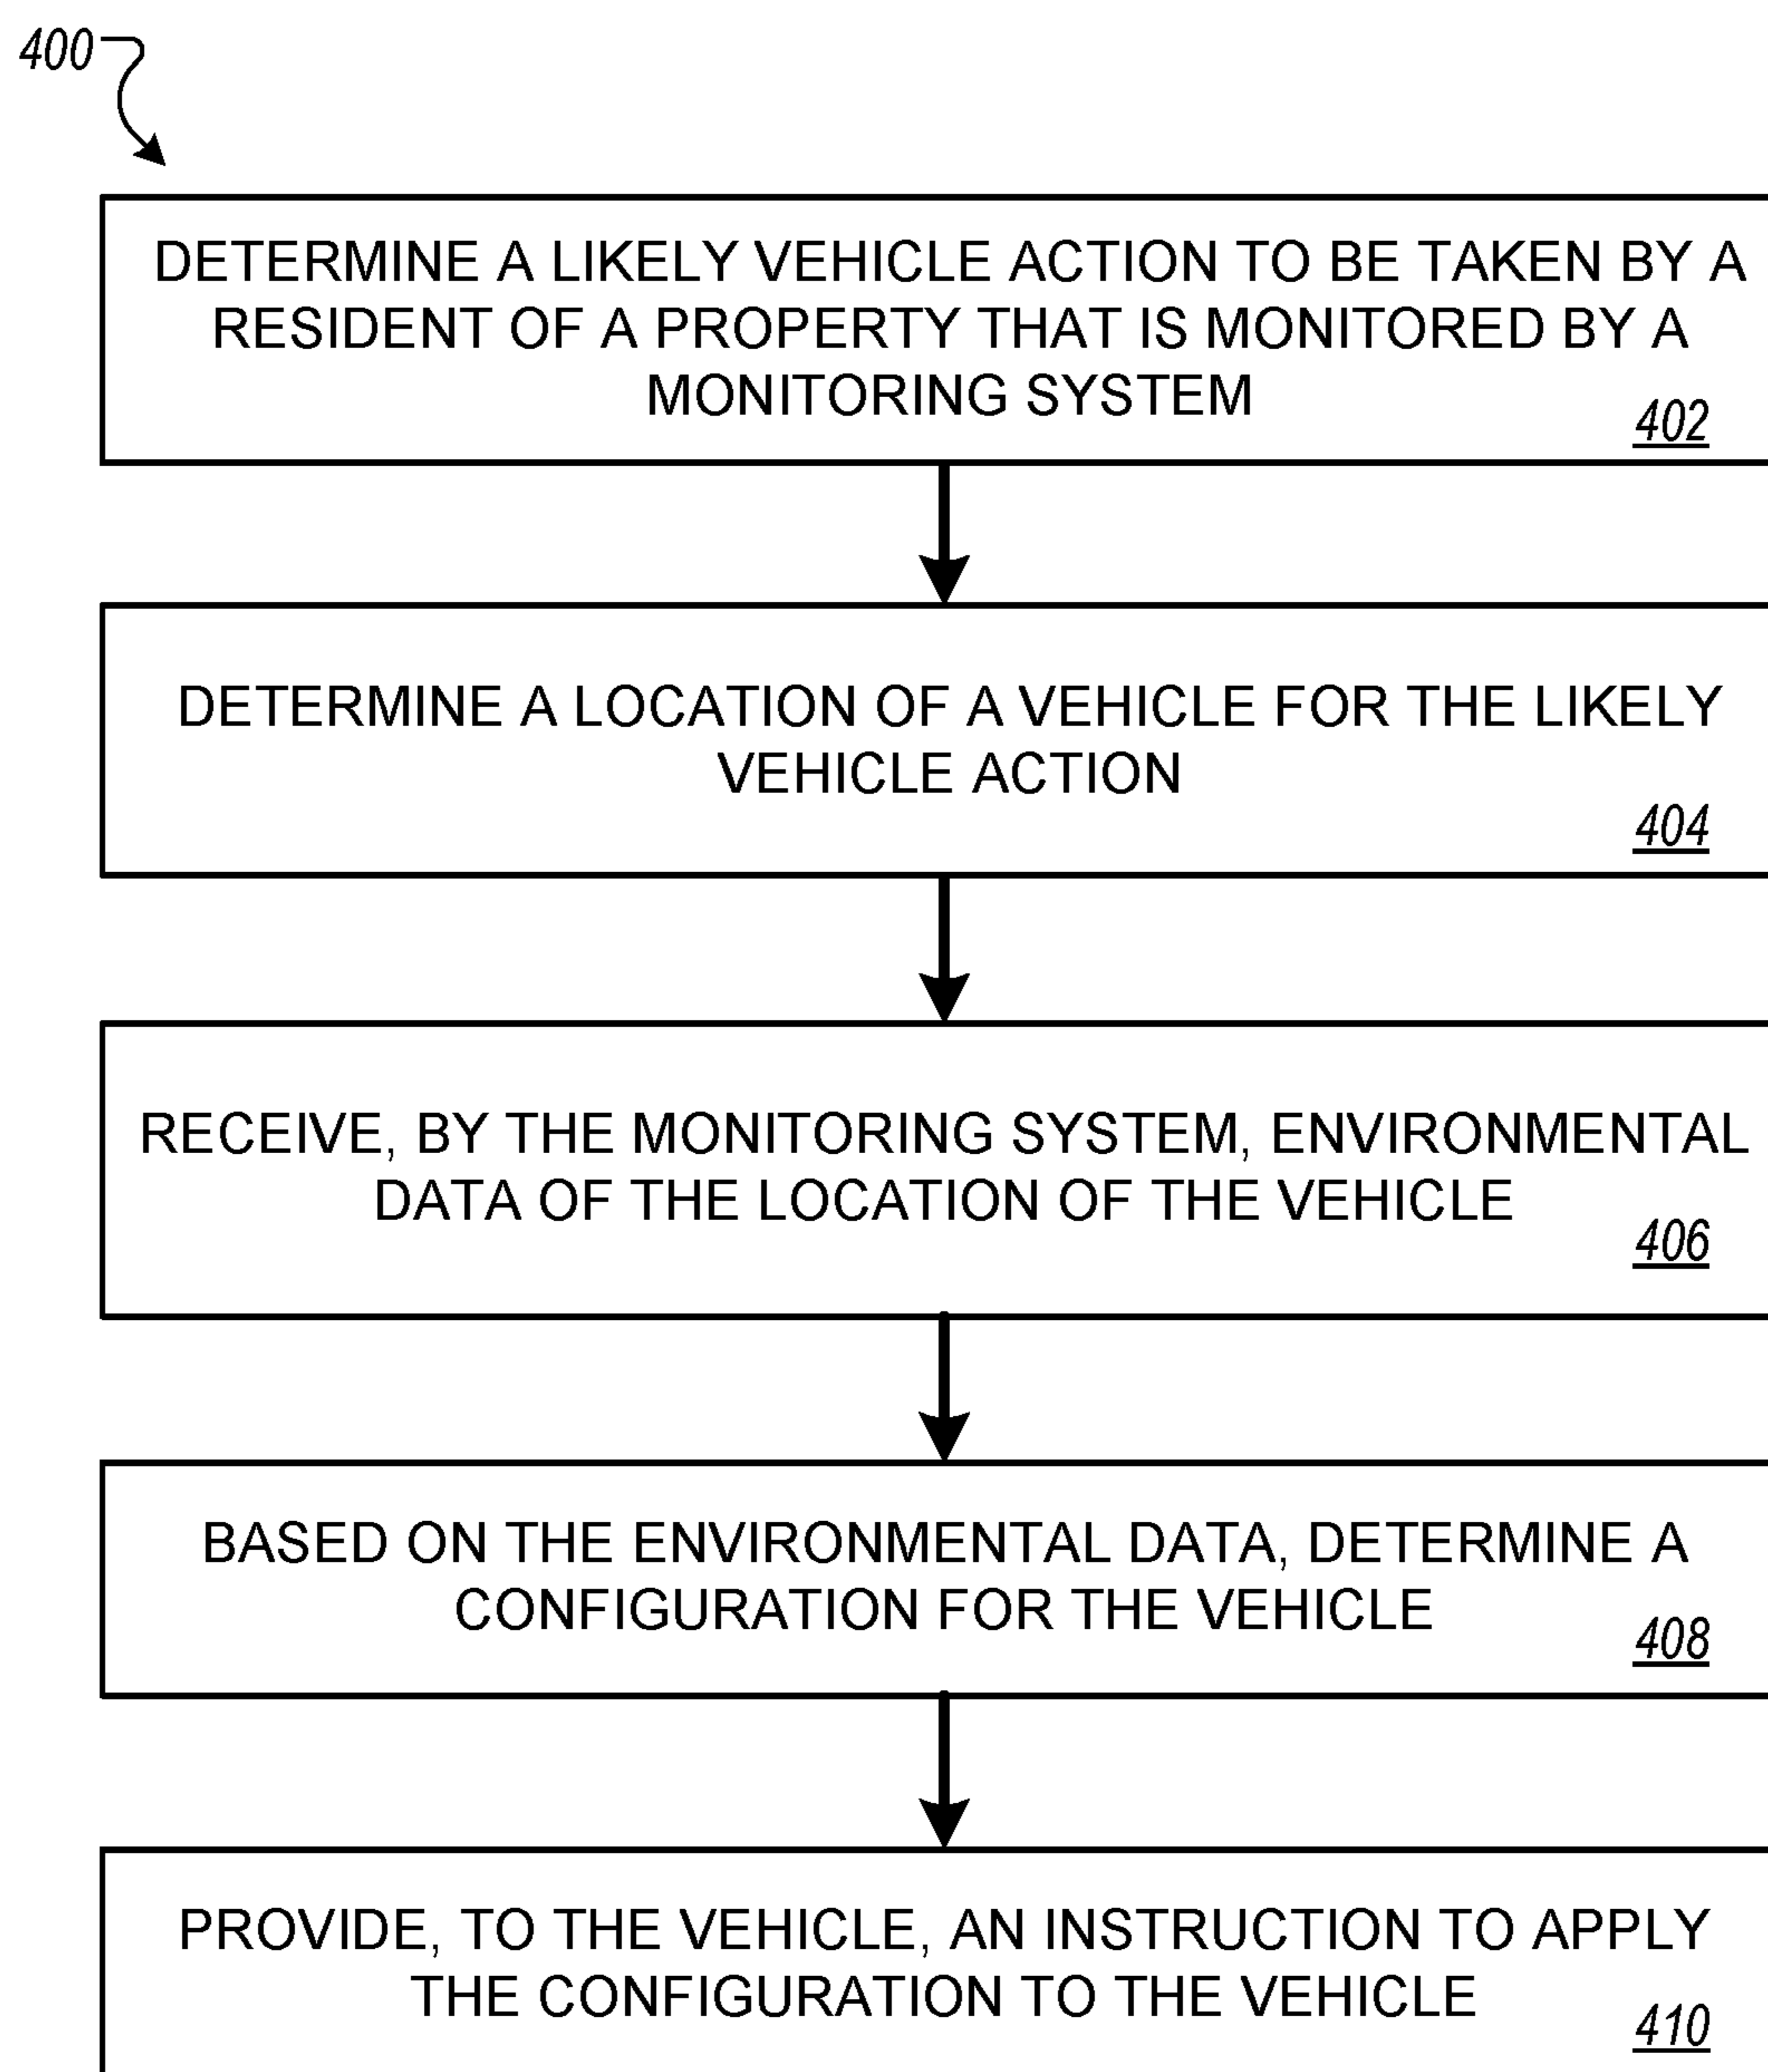 400
DETERMINE A LIKELY VEHICLE ACTION TO BE TAKEN BY A
RESIDENT OF A PROPERTY THAT IS MONITORED BY A
MONITORING SYSTEM
402
DETERMINE A LOCATION OF A VEHICLE FOR THE LIKELY
VEHICLE ACTION
404
RECEIVE, BY THE MONITORING SYSTEM, ENVIRONMENTAL
DATA OF THE LOCATION OF THE VEHICLE
406
BASED ON THE ENVIRONMENTAL DATA, DETERMINE A
CONFIGURATION FOR THE VEHICLE
408
PROVIDE, TO THE VEHICLE, AN INSTRUCTION TO APPLY
THE CONFIGURATION TO THE VEHICLE
410